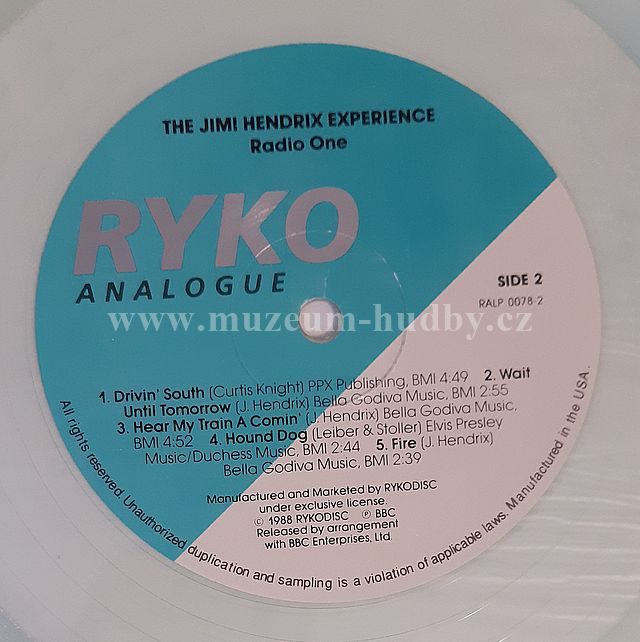 THE JIMI HENDRIX EXPERIENCE
Radio One
RYKO
ANALOGUE
SIDE 2
RALP 0078-2
www.muzeum-hudby.cz
1. Drivin' South (Curtis Knight) PPX Publishing, BMI 4:49 2. Wait
Until Tomorrow (J. Hendrix) Bella Godiva Music, BMI 2:55
3. Hear My Train A Comin' (J. Hendrix) Bella Godiva Music,
BMI 4:52 4. Hound Dog (Leiber & Stoller) Elvis Presley
Music/Duchess Music, BMI 2:44 5. Fire (J. Hendrix)
Bella Godiva Music, BMI 2:39
Manufactured and Marketed by RYKODISC
under exclusive license.
© 1988 RYKODISC ℗ BBC
Released by arrangement
with BBC Enterprises, Ltd.
All rights reserved. Unauthorized duplication and sampling is a violation of applicable laws. Manufactured in the USA.